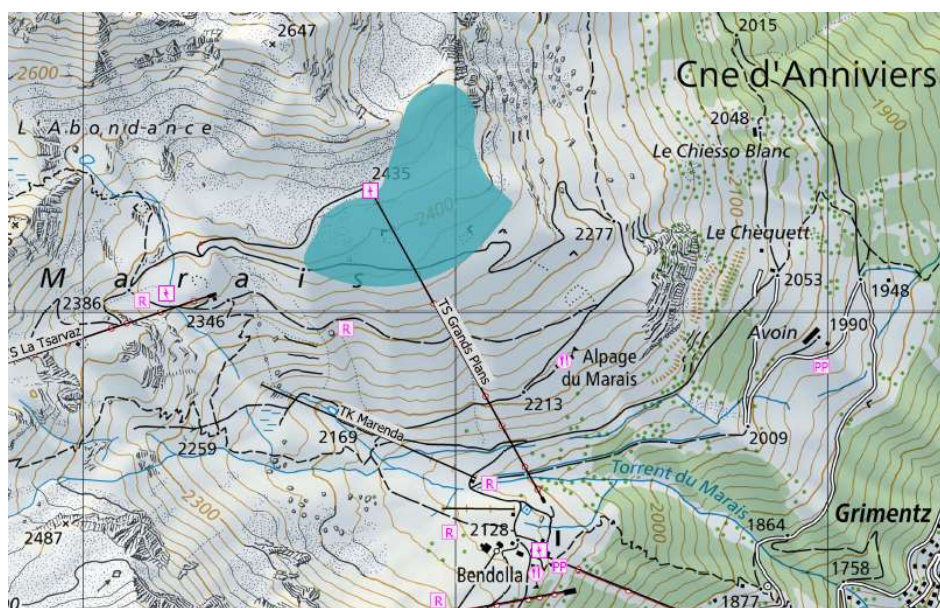 2647
2015
2600
Cne d'Anniviers
L'Abondance
1900
2048
Le Chiesso Blanc
2435
2100
2400
Le Chèquett
2277
Marais
2053
2386
R
1948
2346
R
1990
Avoin
S La Tsarvaz
TS Grands Plans
Alpage
du Marais
PP
2213
TK Marenda
2169
2009
2259
R
Torrent du Marais
2300
2000
1864
Grimentz
2487
R
2128
PP
1758
Bendolla
R
1877